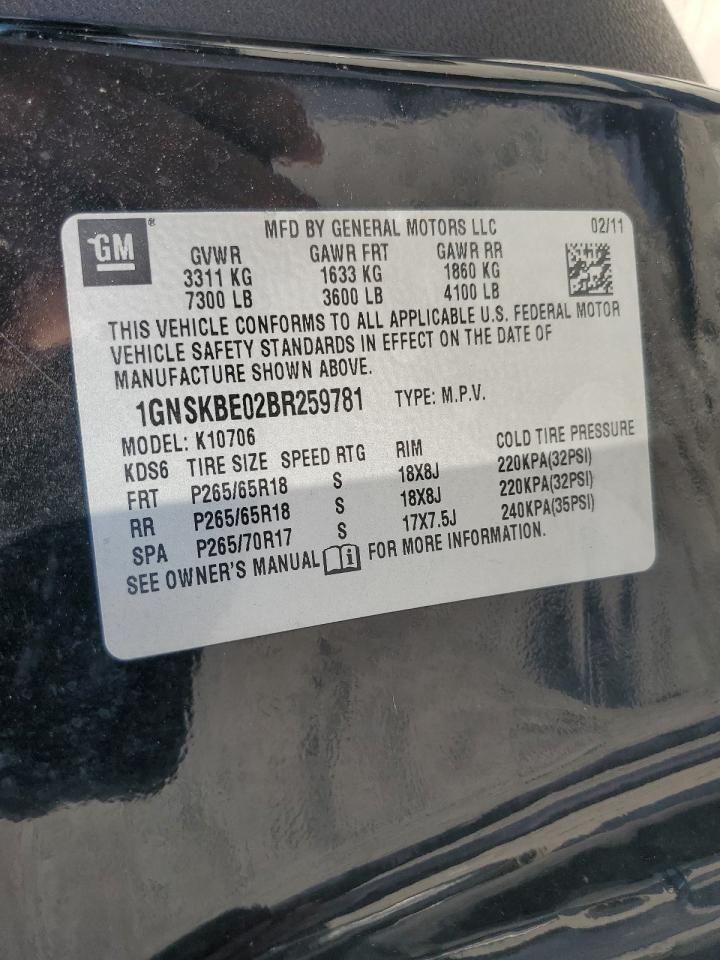 GM ® MFD BY GENERAL MOTORS LLC 02/11
GVWR GAWR FRT GAWR RR
3311 KG 1633 KG 1860 KG
7300 LB 3600 LB 4100 LB
THIS VEHICLE CONFORMS TO ALL APPLICABLE U.S. FEDERAL MOTOR
VEHICLE SAFETY STANDARDS IN EFFECT ON THE DATE OF
MANUFACTURE SHOWN ABOVE.
1GNSKBE02BR259781 TYPE: M.P.V.
MODEL: K10706
KDS6 TIRE SIZE SPEED RTG RIM COLD TIRE PRESSURE
FRT P265/65R18 S 18X8J 220KPA(32PSI)
RR P265/65R18 S 18X8J 220KPA(32PSI)
SPA P265/70R17 S 17X7.5J 240KPA(35PSI)
SEE OWNER'S MANUAL i FOR MORE INFORMATION.